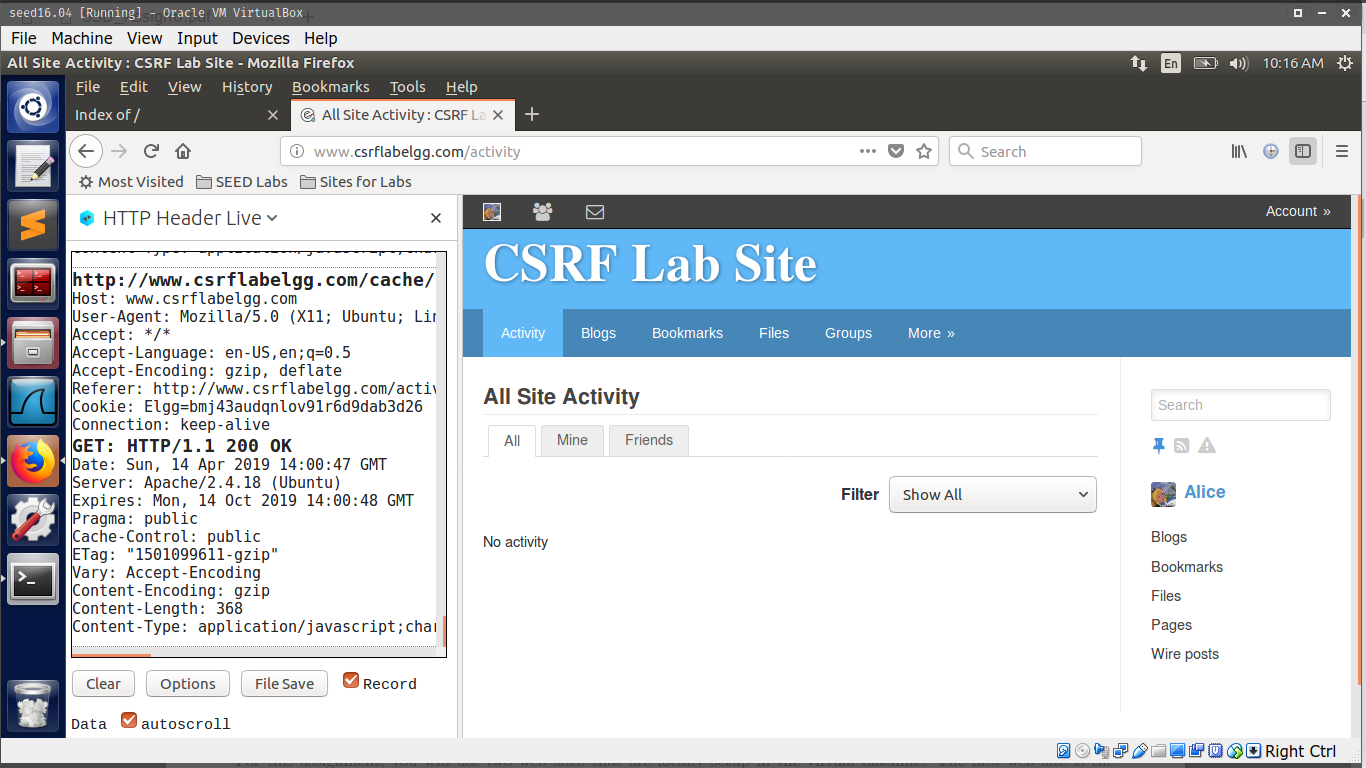 seed16.04 [Running] - Oracle VM VirtualBox
File Machine View Input Devices Help
All Site Activity : CSRF Lab Site - Mozilla Firefox
En
10:16 AM
File Edit View History Bookmarks Tools Help
Index of /
All Site Activity : CSRF La
www.csrflabelgg.com/activity
Search
Most Visited SEED Labs Sites for Labs
HTTP Header Live
http://www.csrflabelgg.com/cache/
Host: www.csrflabelgg.com
User-Agent: Mozilla/5.0 (X11; Ubuntu; Lin
Accept: */*
Accept-Language: en-US,en;q=0.5
Accept-Encoding: gzip, deflate
Referer: http://www.csrflabelgg.com/activ
Cookie: Elgg=bmj43audqnlov91r6d9dab3d26
Connection: keep-alive
GET: HTTP/1.1 200 OK
Date: Sun, 14 Apr 2019 14:00:47 GMT
Server: Apache/2.4.18 (Ubuntu)
Expires: Mon, 14 Oct 2019 14:00:48 GMT
Pragma: public
Cache-Control: public
ETag: "1501099611-gzip"
Vary: Accept-Encoding
Content-Encoding: gzip
Content-Length: 368
Content-Type: application/javascript;char
Clear Options File Save Record
Data autoscroll
Account »
CSRF Lab Site
Activity Blogs Bookmarks Files Groups More »
All Site Activity
All Mine Friends
Filter Show All
No activity
Search
Alice
Blogs
Bookmarks
Files
Pages
Wire posts
Right Ctrl